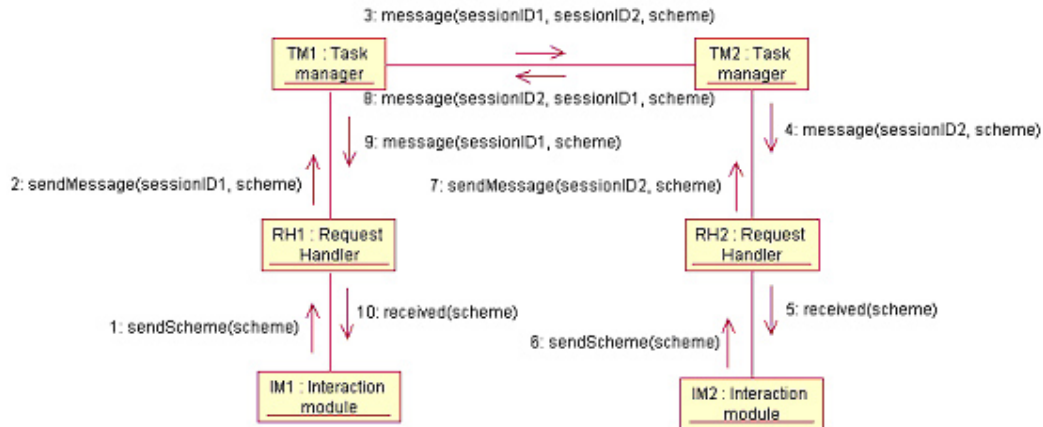 3: message(sessionID1, sessionID2, scheme)
TM1 : Task
manager
TM2 : Task
manager
8: message(sessionID2, sessionID1, scheme)
9: message(sessionID1, scheme)
4: message(sessionID2, scheme)
2: sendMessage(sessionID1, scheme)
7: sendMessage(sessionID2, scheme)
RH1 : Request
Handler
RH2 : Request
Handler
1: sendScheme(scheme)
10: received(scheme)
5: received(scheme)
6: sendScheme(scheme)
IM1 : Interaction
module
IM2 : Interaction
module